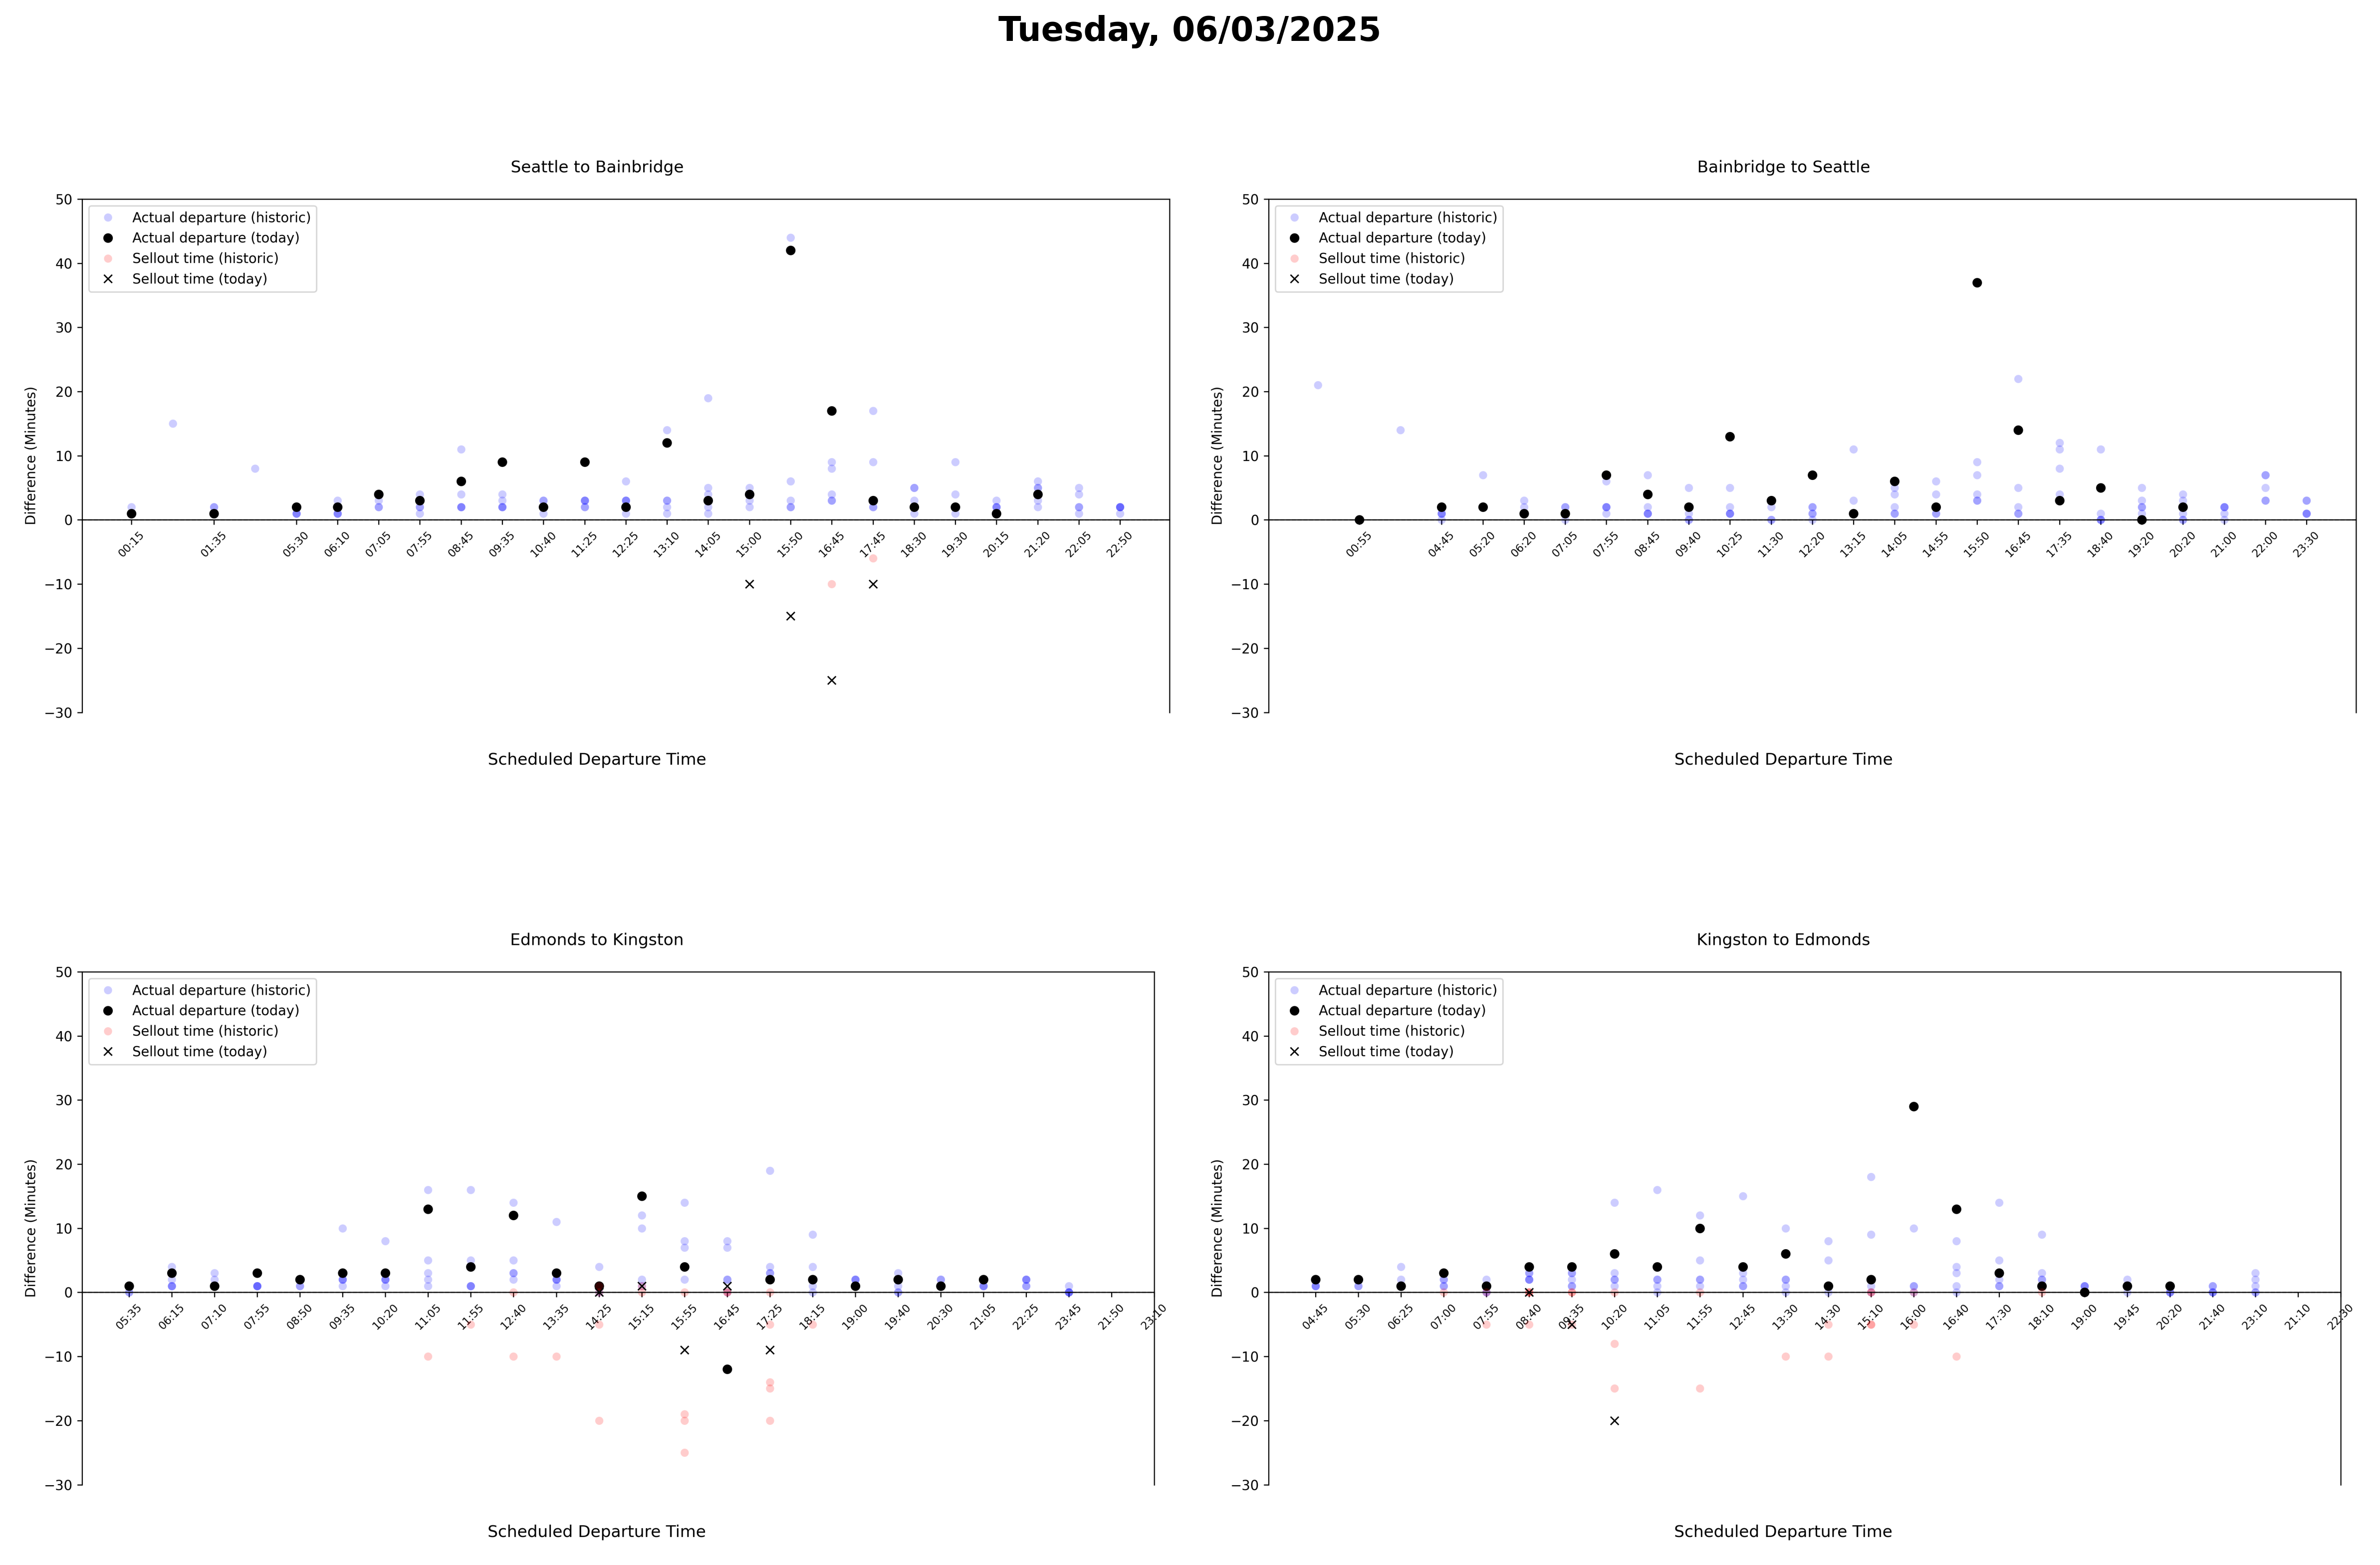 Tuesday, 06/03/2025
Seattle to Bainbridge
50
40
30
20
10
0
−10
−20
−30
Difference (Minutes)
Actual departure (historic)
Actual departure (today)
Sellout time (historic)
Sellout time (today)
00:15 01:35 05:30 06:10 07:05 07:55 08:45 09:35 10:40 11:25 12:25 13:10 14:05 15:00 15:50 16:45 17:45 18:30 19:30 20:15 21:20 22:05 22:50
Scheduled Departure Time
Bainbridge to Seattle
50
40
30
20
10
0
−10
−20
−30
Difference (Minutes)
Actual departure (historic)
Actual departure (today)
Sellout time (historic)
Sellout time (today)
00:55 04:45 05:20 06:20 07:05 07:55 08:45 09:40 10:25 11:30 12:20 13:15 14:05 14:55 15:50 16:45 17:35 18:40 19:20 20:20 21:00 22:00 23:30
Scheduled Departure Time
Edmonds to Kingston
50
40
30
20
10
0
−10
−20
−30
Difference (Minutes)
Actual departure (historic)
Actual departure (today)
Sellout time (historic)
Sellout time (today)
05:35 06:15 07:10 07:55 08:50 09:35 10:20 11:05 11:55 12:40 13:35 14:25 15:15 15:55 16:45 17:25 18:15 19:00 19:40 20:30 21:05 22:25 23:45 21:50 23:10
Scheduled Departure Time
Kingston to Edmonds
50
40
30
20
10
0
−10
−20
−30
Difference (Minutes)
Actual departure (historic)
Actual departure (today)
Sellout time (historic)
Sellout time (today)
04:45 05:30 06:25 07:00 07:55 08:40 09:35 10:20 11:05 11:55 12:45 13:30 14:30 15:10 16:00 16:40 17:30 18:10 19:00 19:45 20:20 21:40 23:10 21:10 22:30
Scheduled Departure Time